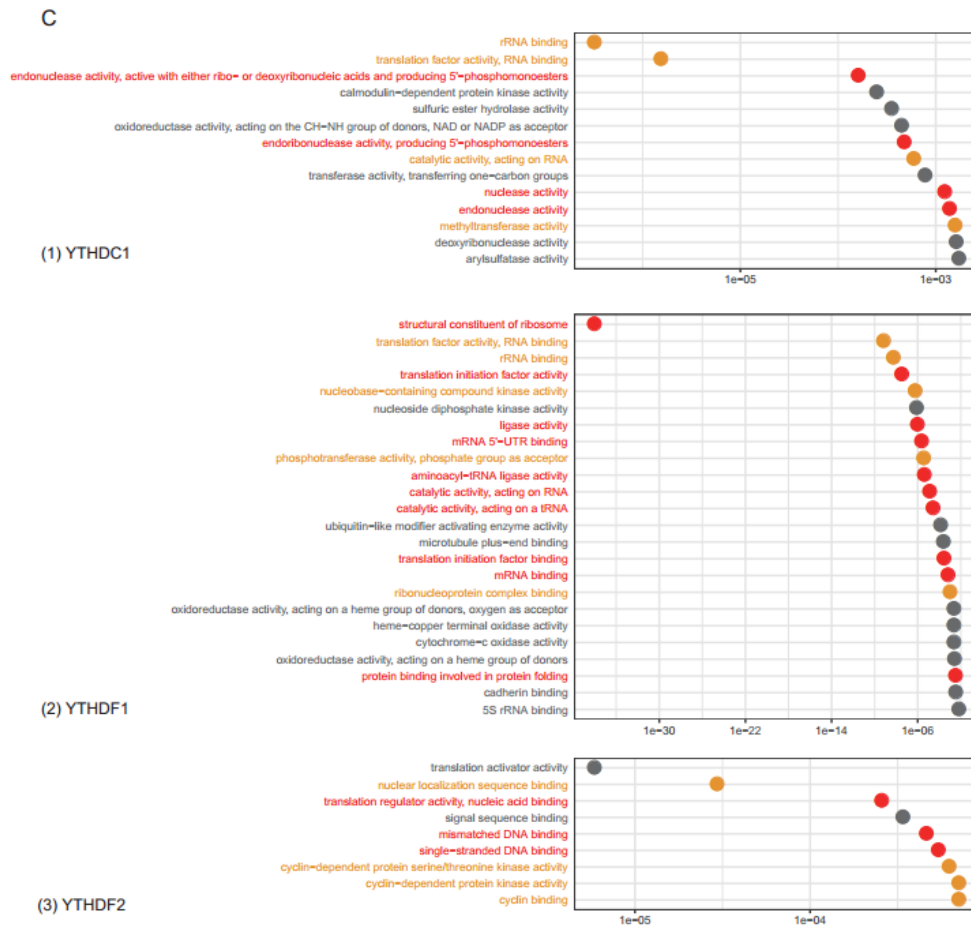 C
rRNA binding
translation factor activity, RNA binding
endonuclease activity, active with either ribo− or deoxyribonucleic acids and producing 5'−phosphomonoesters
calmodulin−dependent protein kinase activity
sulfuric ester hydrolase activity
oxidoreductase activity, acting on the CH−NH group of donors, NAD or NADP as acceptor
endoribonuclease activity, producing 5'−phosphomonoesters
catalytic activity, acting on RNA
transferase activity, transferring one−carbon groups
nuclease activity
endonuclease activity
methyltransferase activity
deoxyribonuclease activity
arylsulfatase activity
(1) YTHDC1
1e−05 1e−03
structural constituent of ribosome
translation factor activity, RNA binding
rRNA binding
translation initiation factor activity
nucleobase−containing compound kinase activity
nucleoside diphosphate kinase activity
ligase activity
mRNA 5'−UTR binding
phosphotransferase activity, phosphate group as acceptor
aminoacyl−tRNA ligase activity
catalytic activity, acting on RNA
catalytic activity, acting on a tRNA
ubiquitin−like modifier activating enzyme activity
microtubule plus−end binding
translation initiation factor binding
mRNA binding
ribonucleoprotein complex binding
oxidoreductase activity, acting on a heme group of donors, oxygen as acceptor
heme−copper terminal oxidase activity
cytochrome−c oxidase activity
oxidoreductase activity, acting on a heme group of donors
protein binding involved in protein folding
cadherin binding
5S rRNA binding
(2) YTHDF1
1e−30 1e−22 1e−14 1e−06
translation activator activity
nuclear localization sequence binding
translation regulator activity, nucleic acid binding
signal sequence binding
mismatched DNA binding
single−stranded DNA binding
cyclin−dependent protein serine/threonine kinase activity
cyclin−dependent protein kinase activity
cyclin binding
(3) YTHDF2
1e−05 1e−04